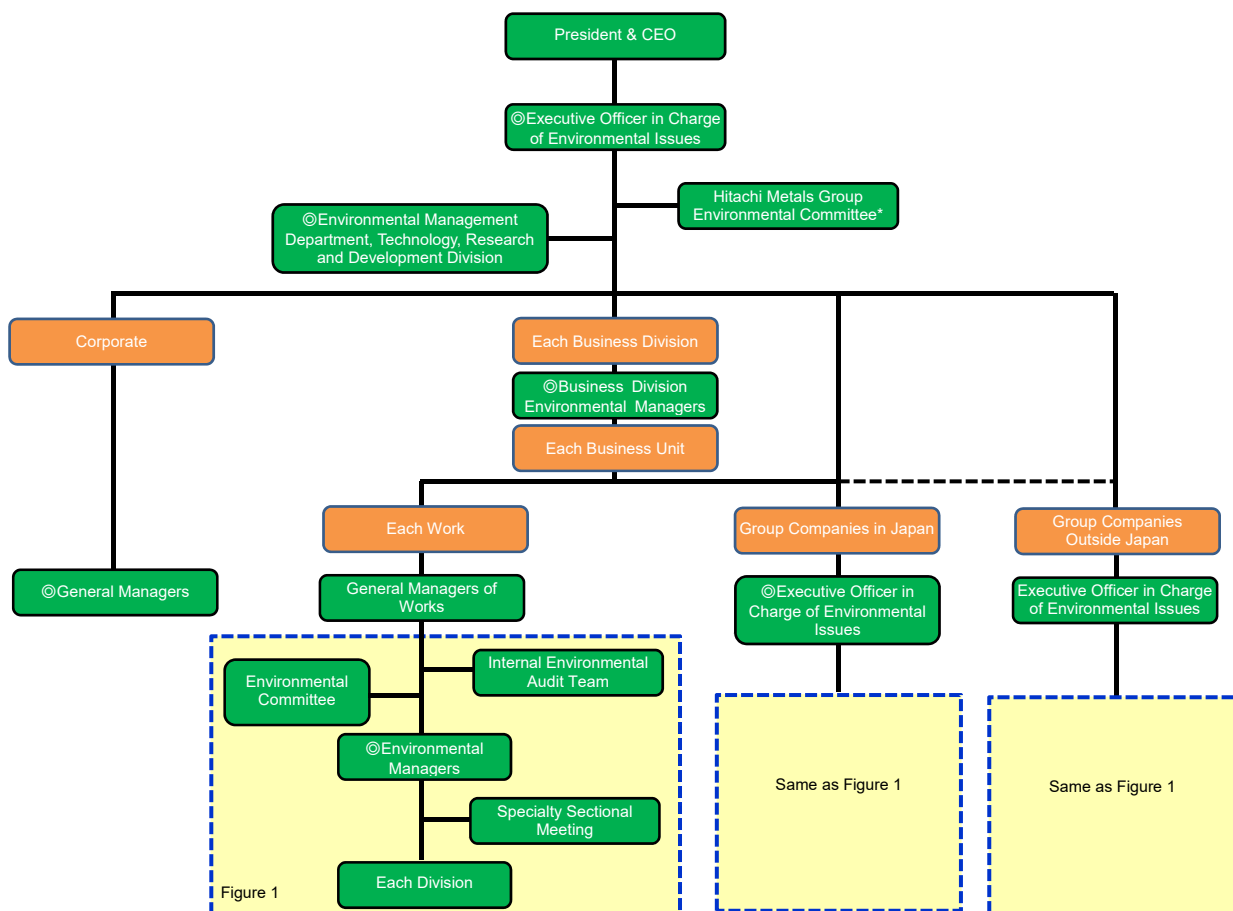 President & CEO
◎Executive Officer in Charge
of Environmental Issues
Hitachi Metals Group
Environmental Committee*
◎Environmental Management
Department, Technology, Research
and Development Division
Corporate
Each Business Division
◎Business Division
Environmental Managers
Each Business Unit
Each Work
Group Companies in Japan
Group Companies
Outside Japan
◎General Managers
General Managers of
Works
◎Executive Officer in
Charge of Environmental
Issues
Executive Officer in Charge
of Environmental Issues
Internal Environmental
Audit Team
Environmental
Committee
◎Environmental
Managers
Specialty Sectional
Meeting
Each Division
Figure 1
Same as Figure 1
Same as Figure 1